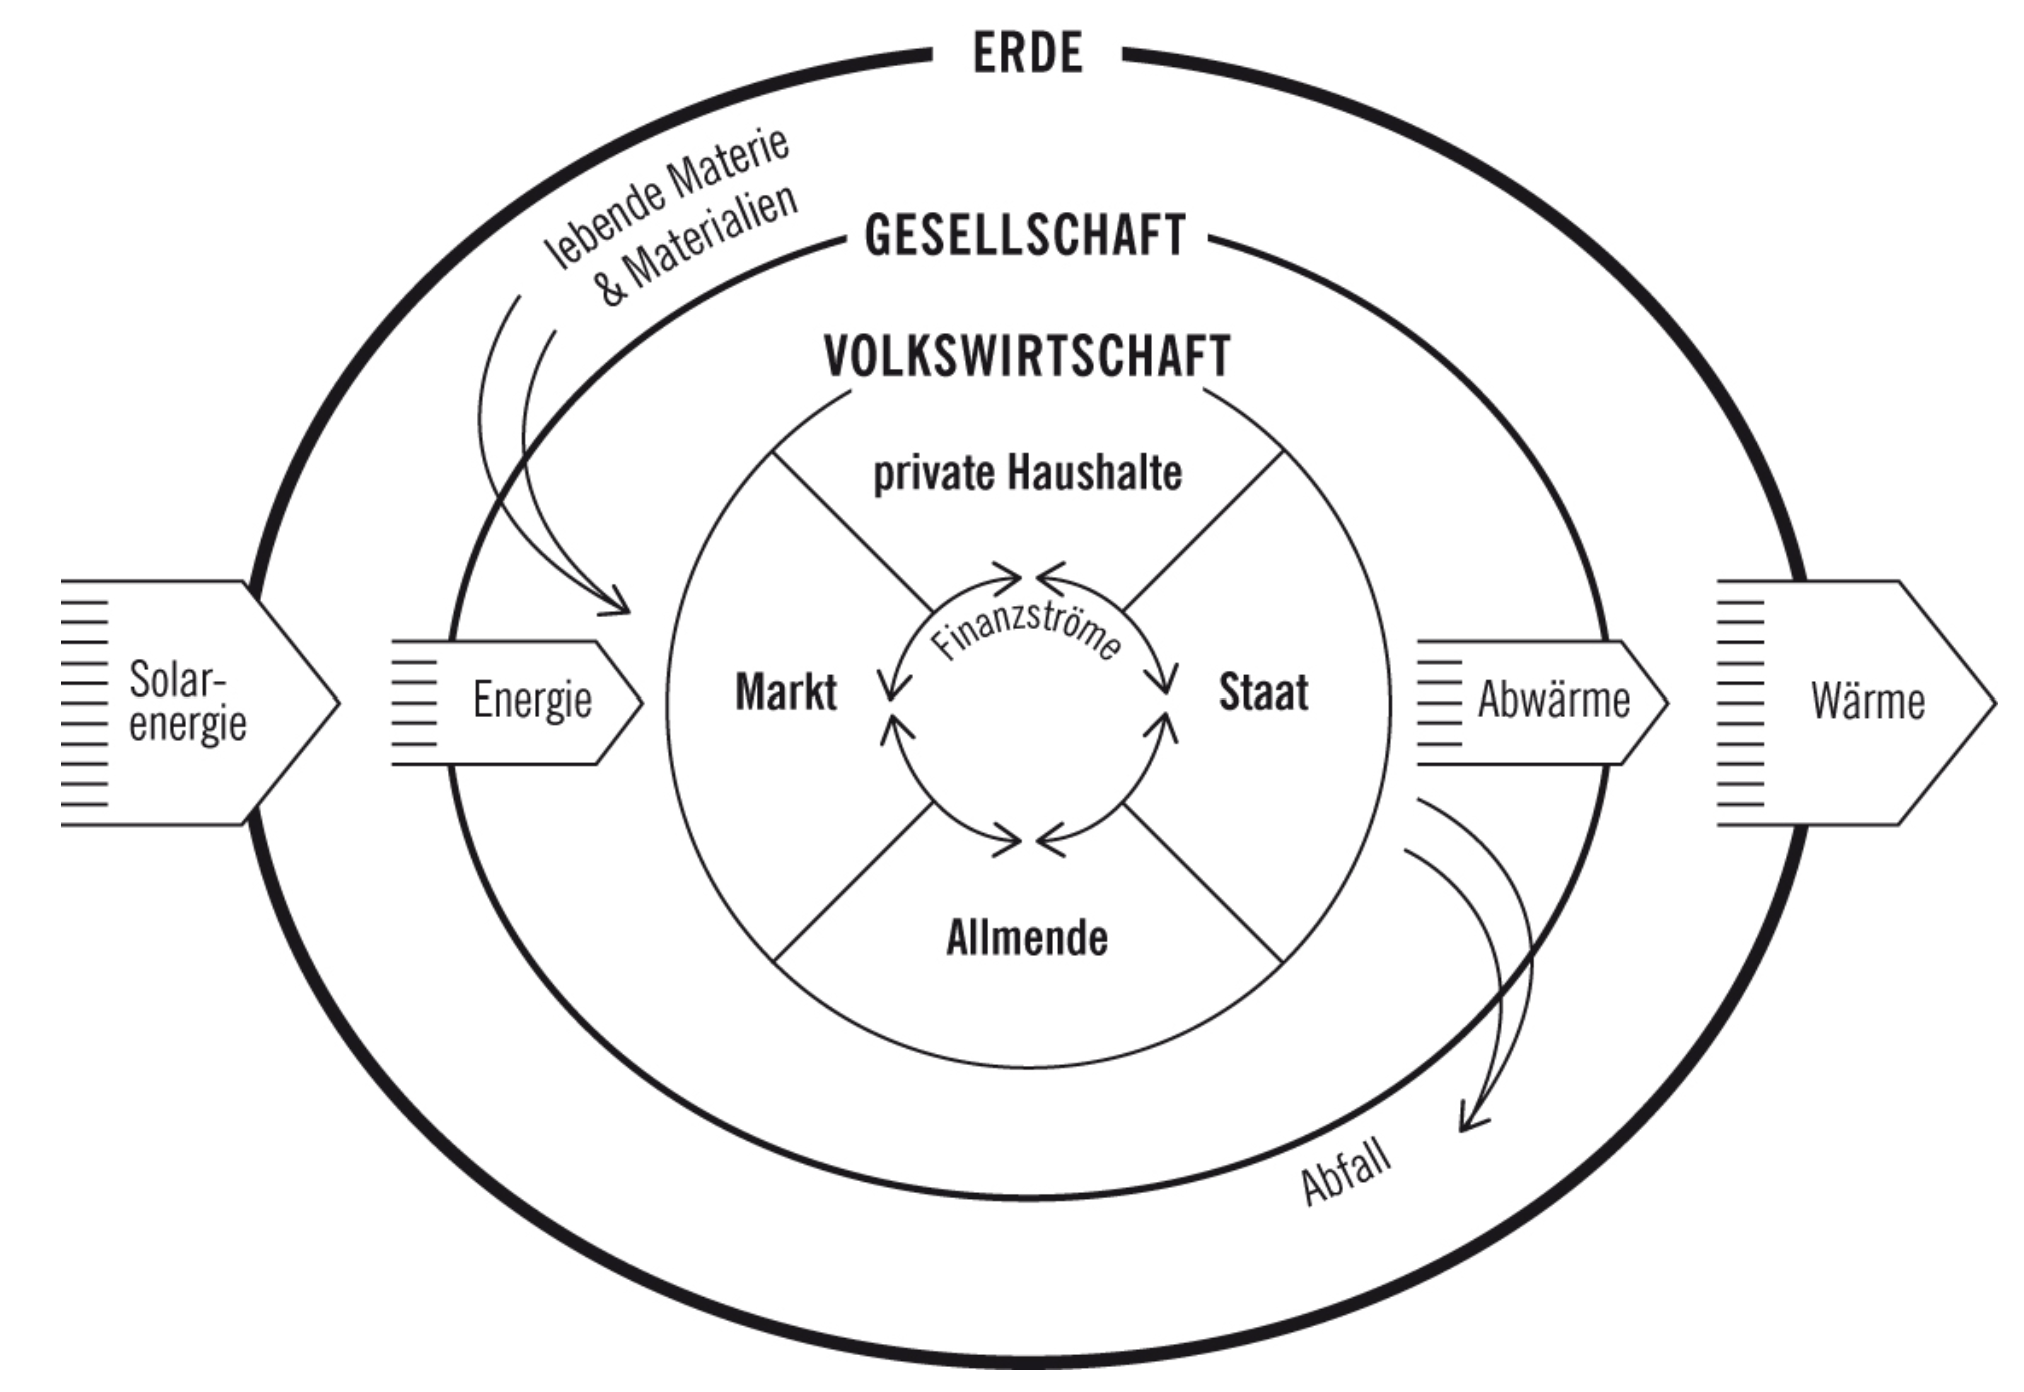 ERDE
lebende Materie
& Materialien
GESELLSCHAFT
VOLKSWIRTSCHAFT
private Haushalte
Finanzströme
Solar-
energie
Energie
Markt
Staat
Abwärme
Wärme
Allmende
Abfall